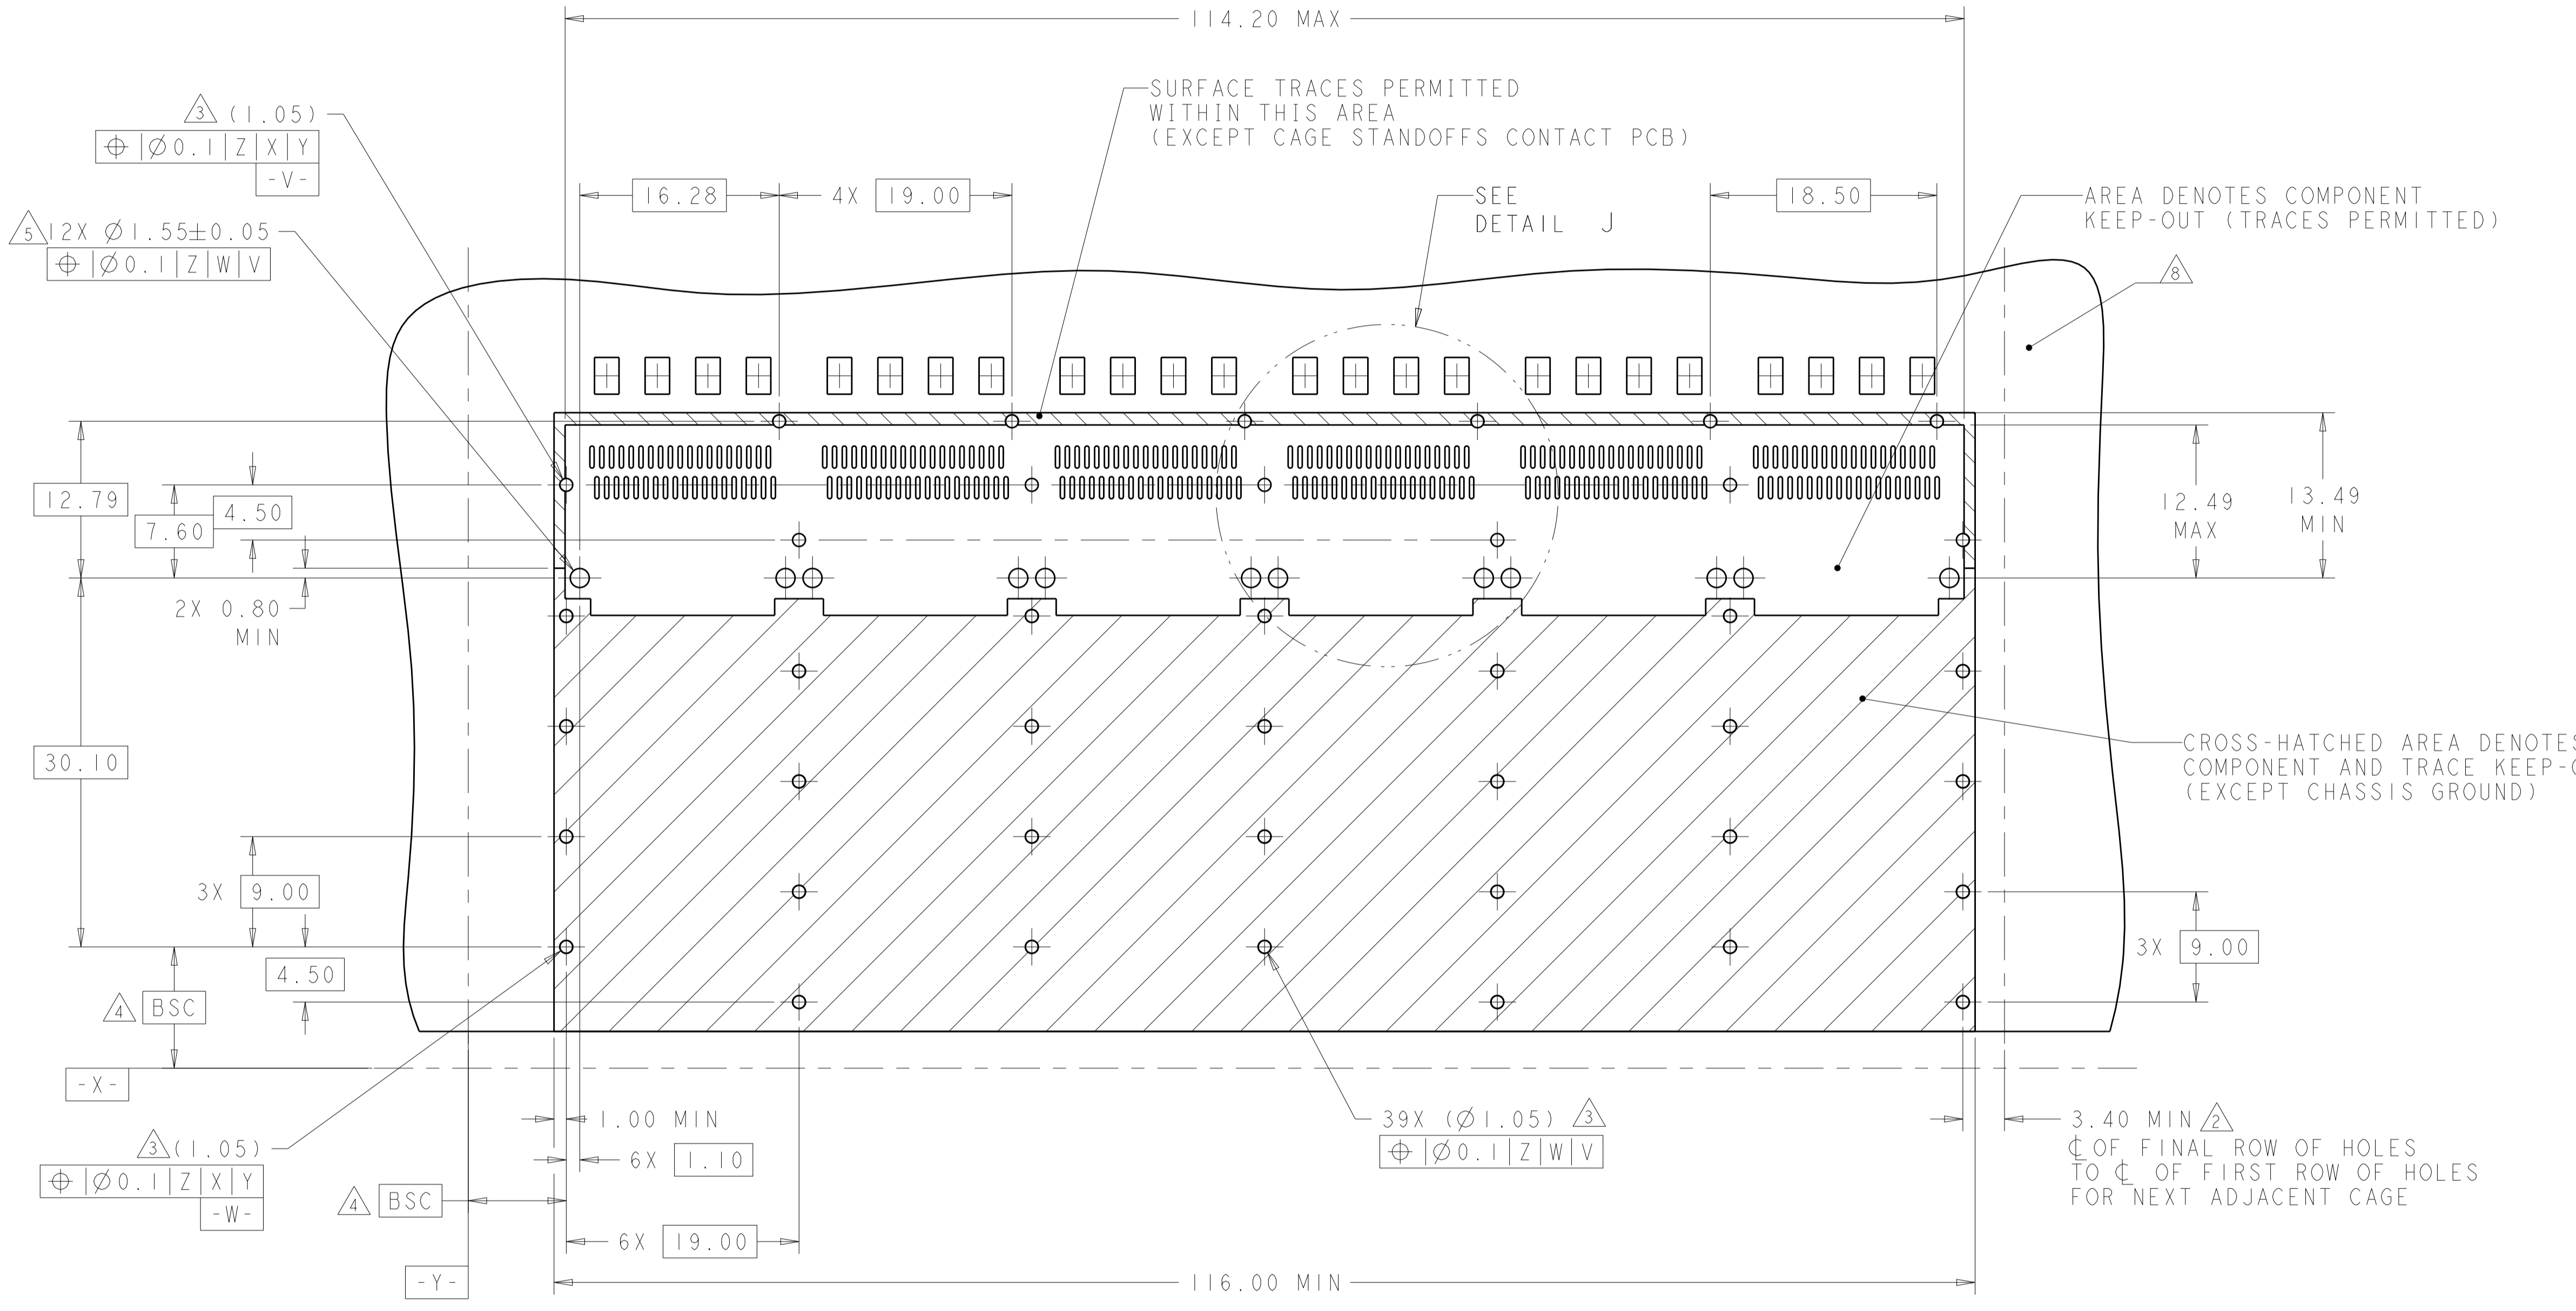 114.20 MAX
SURFACE TRACES PERMITTED
WITHIN THIS AREA
(EXCEPT CAGE STANDOFFS CONTACT PCB)
3 (1.05)
⌖ Ø0.1 Z X Y
-V-
16.28
4X 19.00
SEE
DETAIL J
18.50
AREA DENOTES COMPONENT
KEEP-OUT (TRACES PERMITTED)
5 12X Ø1.55±0.05
⌖ Ø0.1 Z W V
8
12.79
7.60
4.50
2X 0.80
MIN
12.49
MAX
13.49
MIN
30.10
CROSS-HATCHED AREA DENOTES
COMPONENT AND TRACE
(EXCEPT CHASSIS GROUND)
3X 9.00
4.50
4 BSC
3X 9.00
-X-
1.00 MIN
6X 1.10
3 (1.05)
⌖ Ø0.1 Z X Y
-W-
4 BSC
6X 19.00
-Y-
39X (Ø1.05) 3
⌖ Ø0.1 Z W V
3.40 MIN 2
℄ OF FINAL ROW OF HOLES
TO ℄ OF FIRST ROW OF HOLES
FOR NEXT ADJACENT CAGE
116.00 MIN